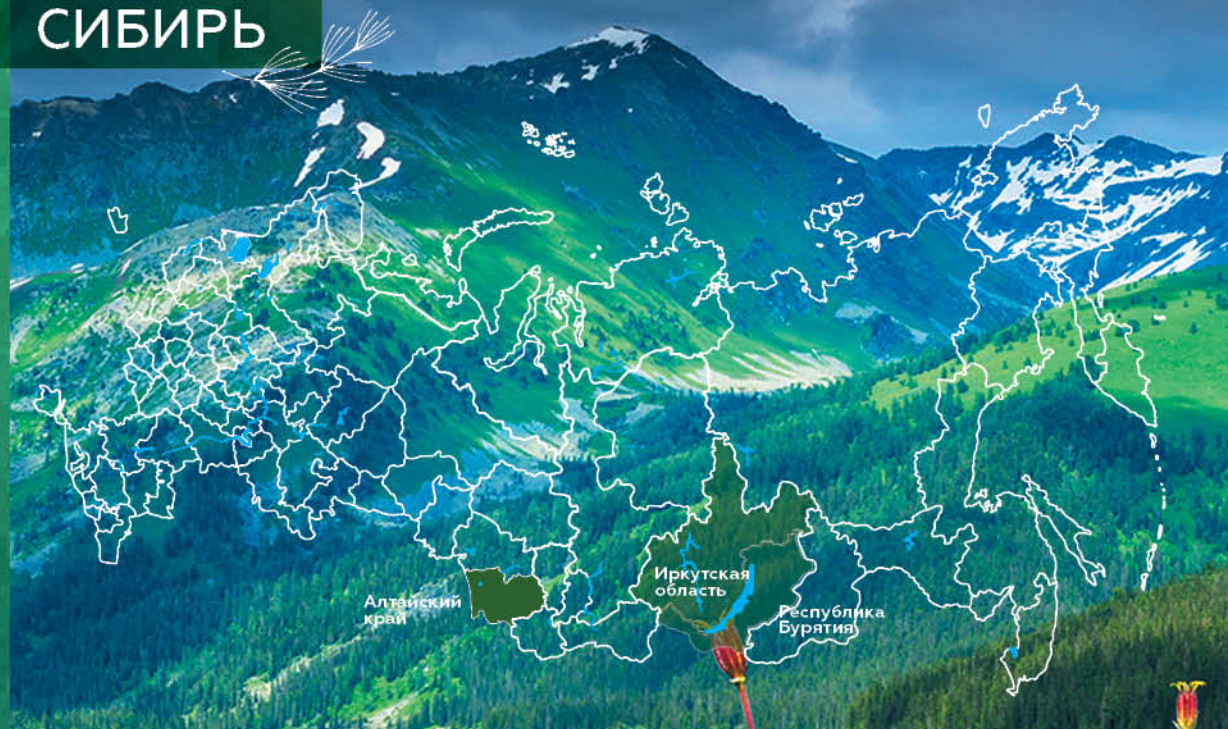 СИБИРЬ
Иркутская
область
Алтайский
край
Республика
Бурятия